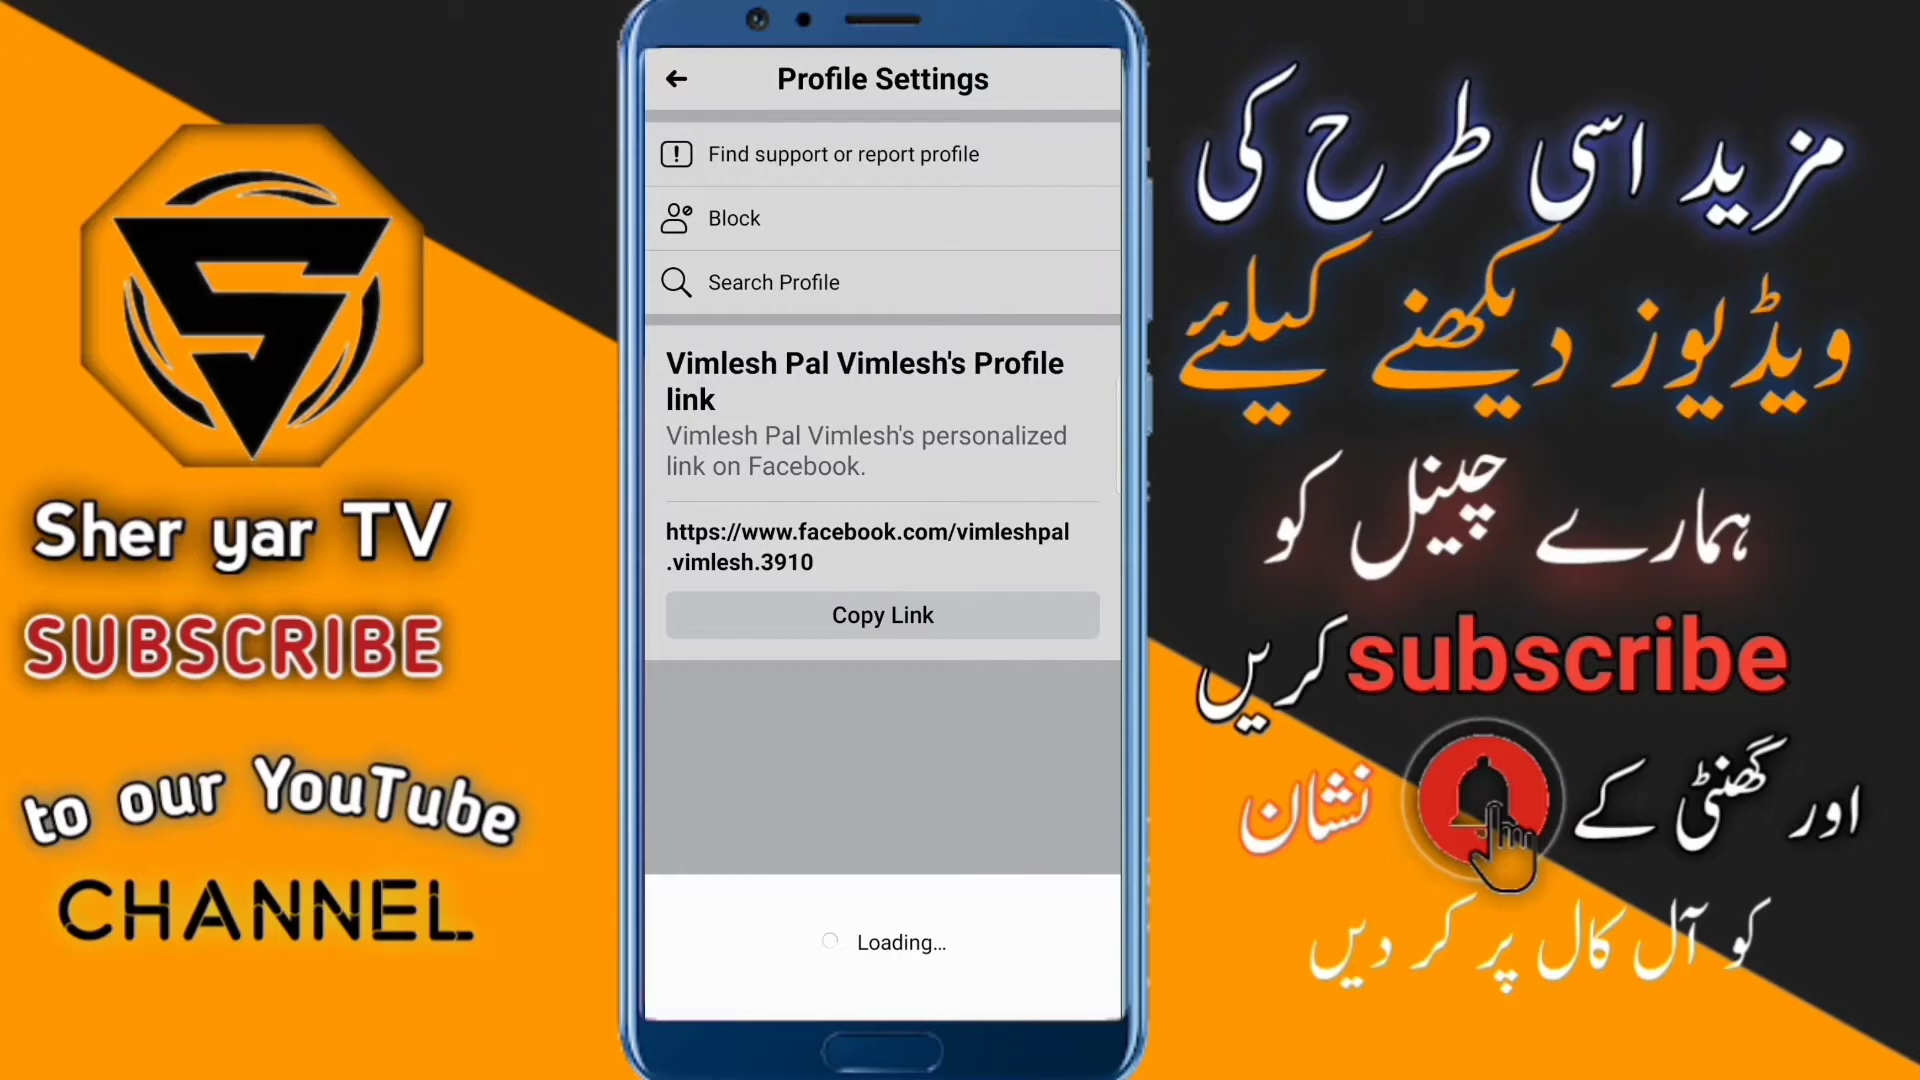 Sher yar TV
SUBSCRIBE
to our YouTube
CHANNEL
Profile Settings
Find support or report profile
Block
Search Profile
Vimlesh Pal Vimlesh's Profile
link
Vimlesh Pal Vimlesh's personalized
link on Facebook.
https://www.facebook.com/vimleshpal
.vimlesh.3910
Copy Link
Loading...
مزید اسی طرح کی
ویڈیوز دیکھنے کیلئے
ہمارے چینل کو
subscribe کریں
اور گھنٹی کے نشان
کو آل کال پر کر دیں